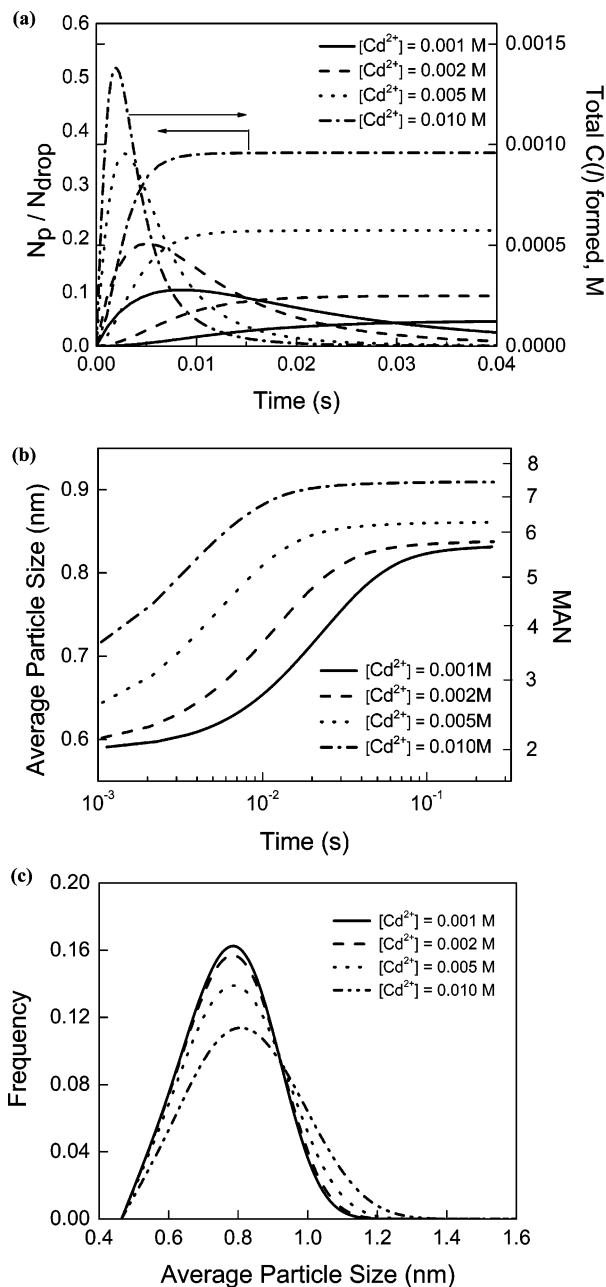 (a)
0.6
0.5
0.4
0.3
0.2
0.1
0.0
N_p / N_drop
[Cd²⁺] = 0.001 M
[Cd²⁺] = 0.002 M
[Cd²⁺] = 0.005 M
[Cd²⁺] = 0.010 M
0.0015
0.0010
0.0005
0.0000
Total C(l) formed, M
0.00 0.01 0.02 0.03 0.04
Time (s)
(b)
0.9
0.8
0.7
0.6
Average Particle Size (nm)
8
7
6
5
4
3
2
MAN
[Cd²⁺] = 0.001M
[Cd²⁺] = 0.002M
[Cd²⁺] = 0.005M
[Cd²⁺] = 0.010M
10⁻³ 10⁻² 10⁻¹
Time (s)
(c)
0.20
0.16
0.12
0.08
0.04
0.00
Frequency
[Cd²⁺] = 0.001 M
[Cd²⁺] = 0.002 M
[Cd²⁺] = 0.005 M
[Cd²⁺] = 0.010 M
0.4 0.6 0.8 1.0 1.2 1.4 1.6
Average Particle Size (nm)